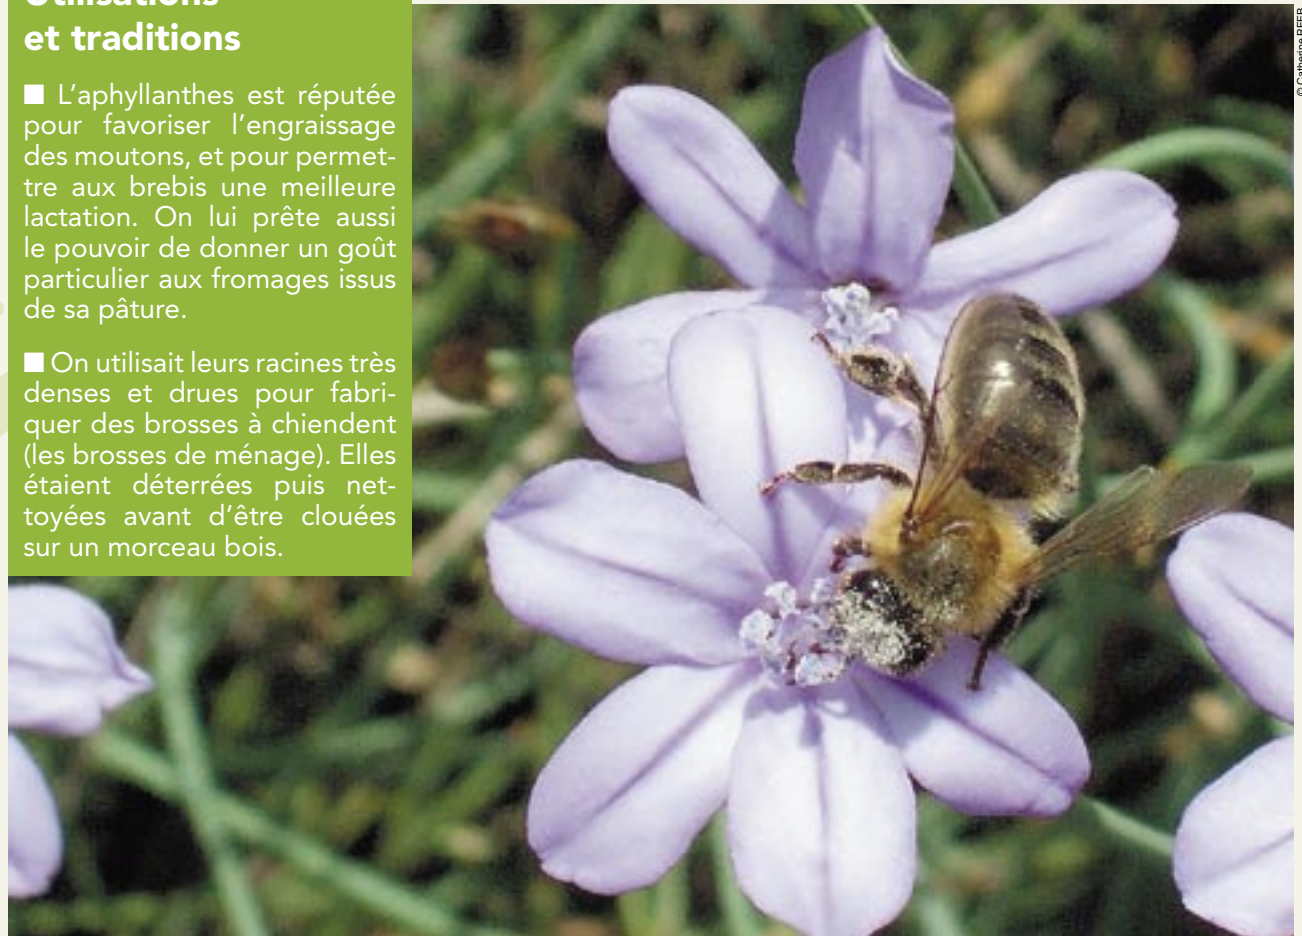 Utilisations
et traditions
■ L'aphyllanthes est réputée
pour favoriser l'engraissage
des moutons, et pour permet-
tre aux brebis une meilleure
lactation. On lui prête aussi
le pouvoir de donner un goût
particulier aux fromages issus
de sa pâture.
■ On utilisait leurs racines très
denses et drues pour fabri-
quer des brosses à chiendent
(les brosses de ménage). Elles
étaient déterrées puis net-
toyées avant d'être clouées
sur un morceau bois.
© Catherine REEB